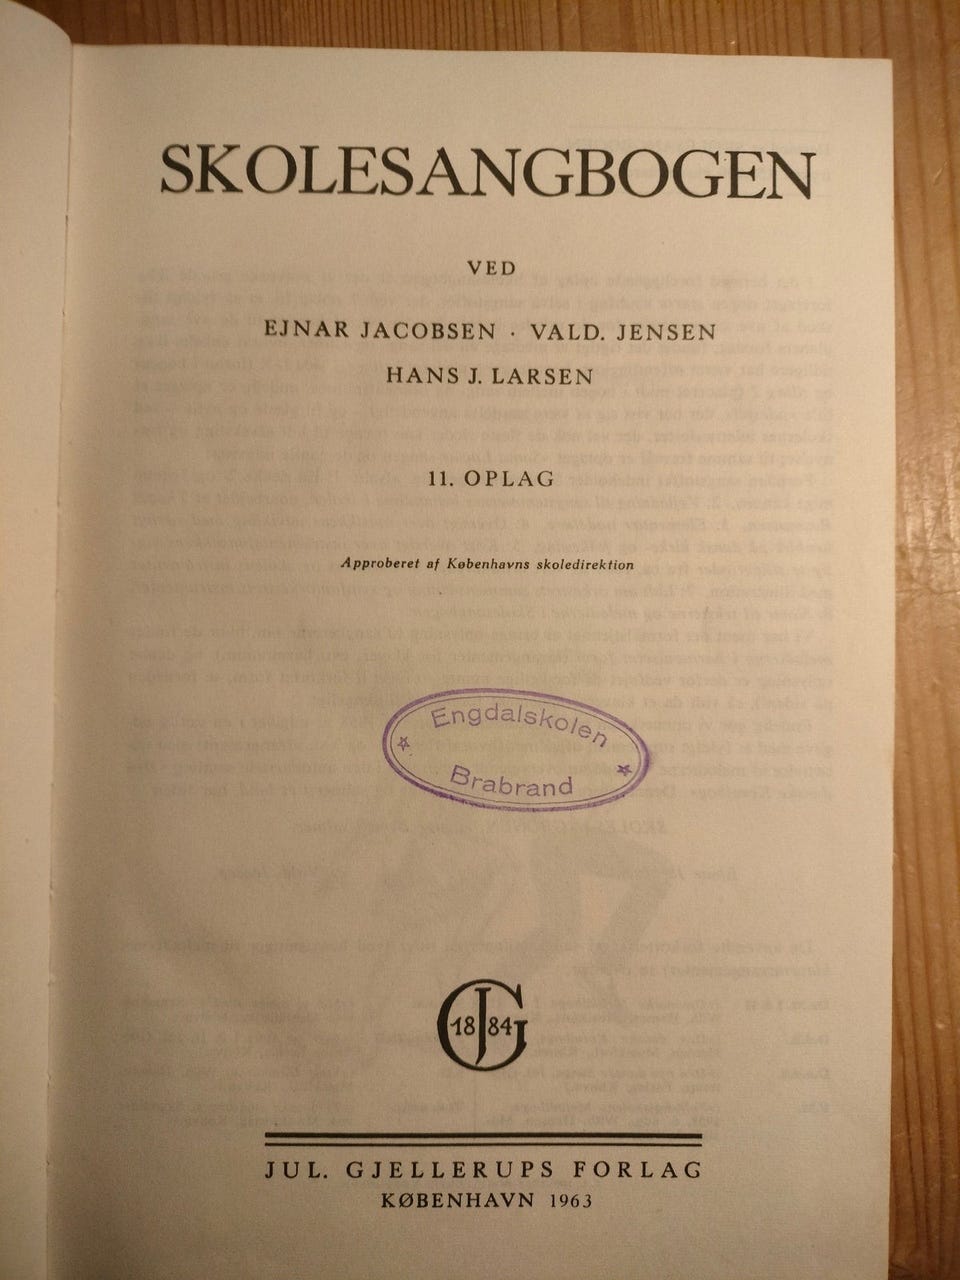 SKOLESANGBOGEN
VED
EJNAR JACOBSEN · VALD. JENSEN
HANS J. LARSEN
11. OPLAG
Approberet af Københavns skoledirektion
Engdalskolen
Brabrand
JG
1884
JUL. GJELLERUPS FORLAG
KØBENHAVN 1963